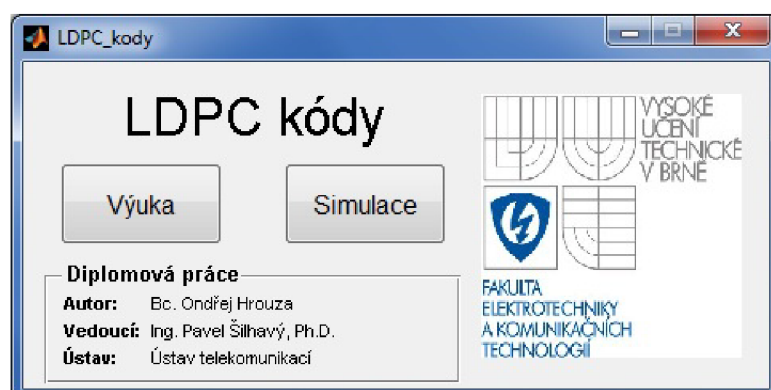 LDPC_kody
LDPC kódy
Výuka
Simulace
Diplomová práce
Autor: Bc. Ondřej Hrouza
Vedoucí: Ing. Pavel Šilhavý, Ph.D.
Ústav: Ústav telekomunikací
VYSOKÉ
UČENÍ
TECHNICKÉ
V BRNĚ
FAKULTA
ELEKTROTECHNIKY
A KOMUNIKAČNÍCH
TECHNOLOGIÍ